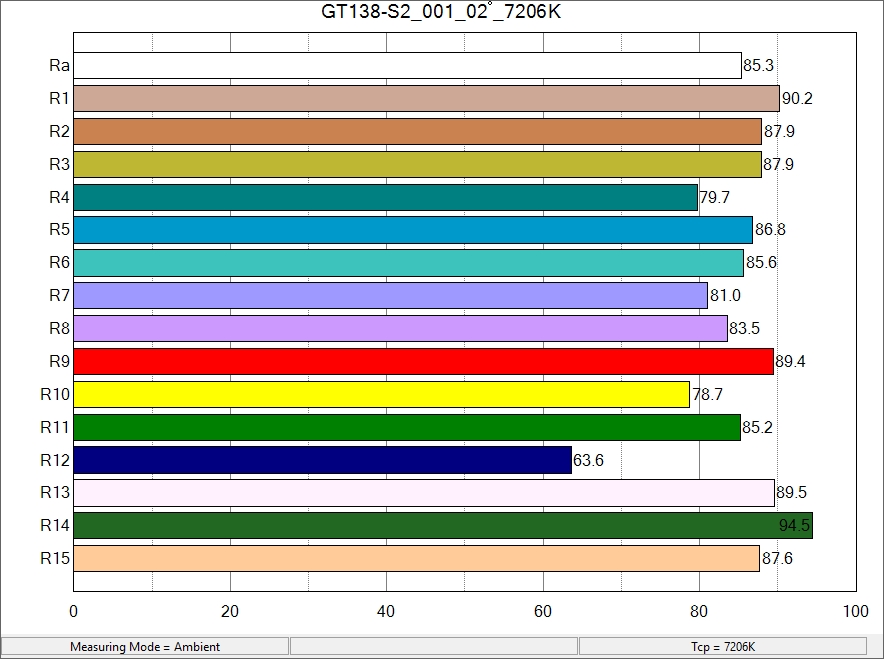 GT138-S2_001_02°_7206K
Ra 85.3
R1 90.2
R2 87.9
R3 87.9
R4 79.7
R5 86.8
R6 85.6
R7 81.0
R8 83.5
R9 89.4
R10 78.7
R11 85.2
R12 63.6
R13 89.5
R14 94.5
R15 87.6
0 20 40 60 80 100
Measuring Mode = Ambient Tcp = 7206K